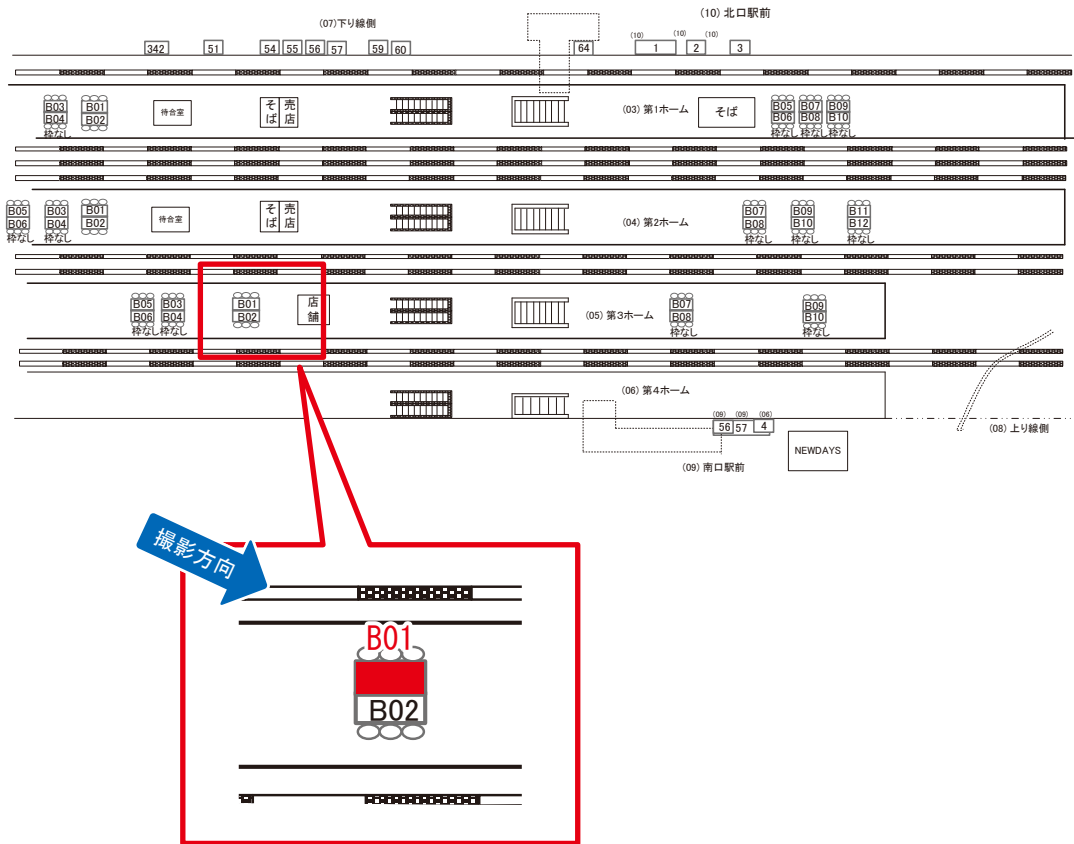 (10) 北口駅前
(07)下り線側
342 51 54 55 56 57 59 60 64 (10) 1 (10) 2 (10) 3
B03 B01 待合室 そば 売店 (03) 第1ホーム そば B05 B07 B09
B04 B02 B06 B08 B10
枠なし 枠なし 枠なし 枠なし
B05 B03 B01 待合室 そば 売店 (04) 第2ホーム B07 B09 B11
B06 B04 B02 B08 B10 B12
枠なし 枠なし 枠なし 枠なし 枠なし
B05 B03 B01 店舗 (05) 第3ホーム B07 B09
B06 B04 B02 B08 B10
枠なし 枠なし 枠なし 枠なし
(06) 第4ホーム
(09) (09) (06)
56 57 4
(08) 上り線側
NEWDAYS
(09) 南口駅前
撮影方向
B01
B02